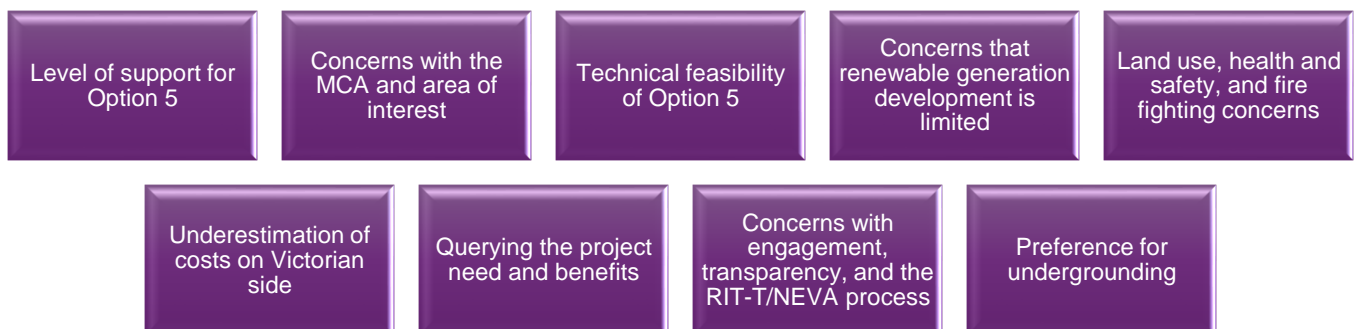 Level of support for
Option 5
Concerns with the
MCA and area of
interest
Technical feasibility
of Option 5
Concerns that
renewable generation
development is
limited
Land use, health and
safety, and fire
fighting concerns
Underestimation of
costs on Victorian
side
Querying the project
need and benefits
Concerns with
engagement,
transparency, and the
RIT-T/NEVA process
Preference for
undergrounding